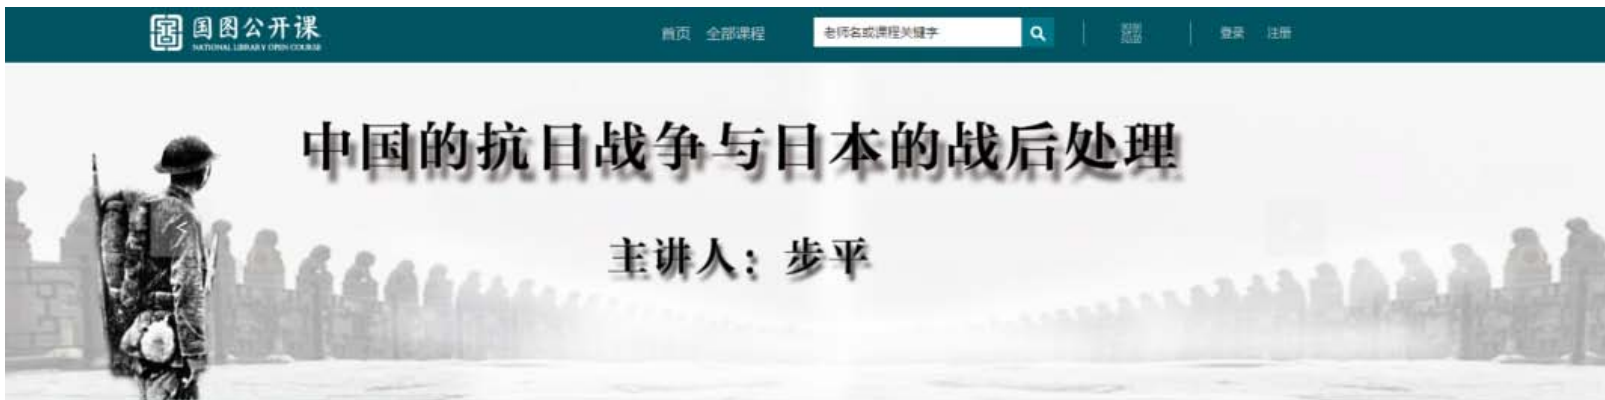 国图公开课
NATIONAL LIBRARY OPEN COURSE
首页 全部课程 老师名或课程关键字 登录 注册
中国的抗日战争与日本的战后处理
主讲人：步平